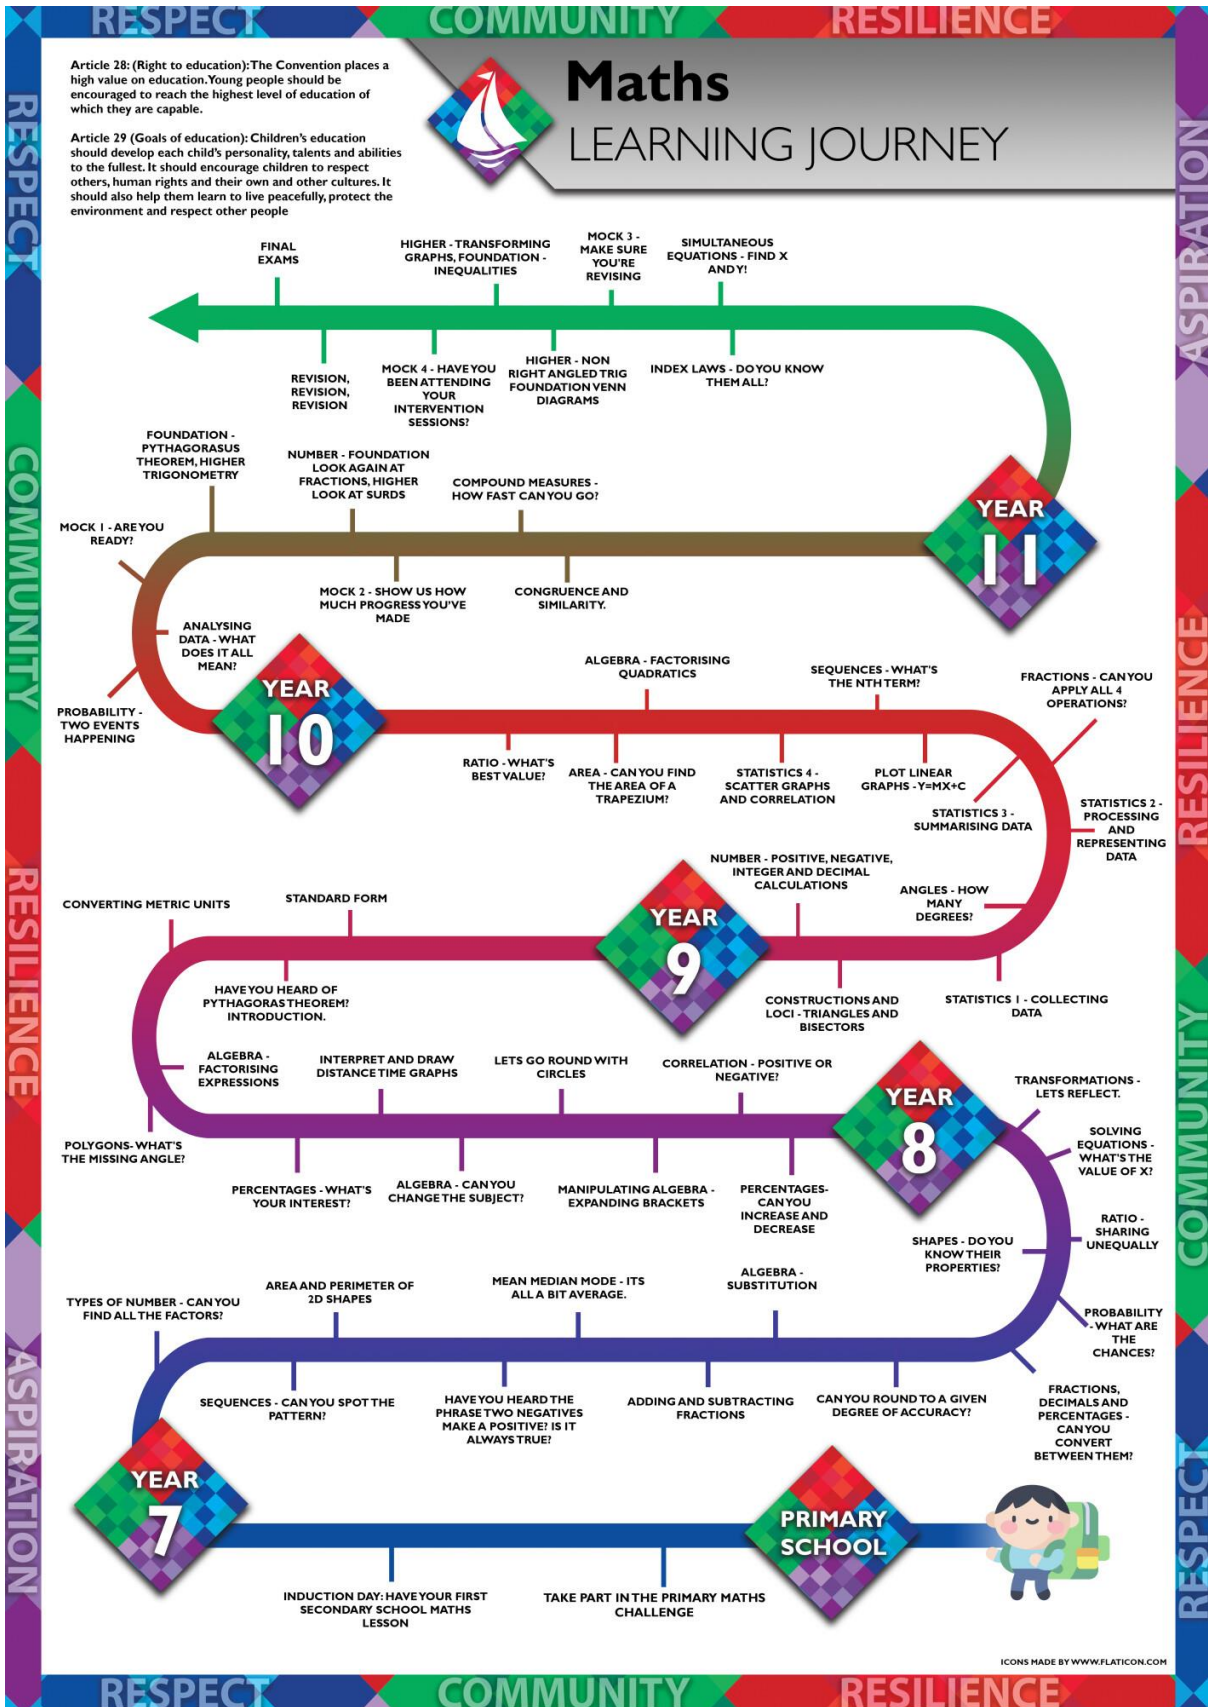 RESPECT
COMMUNITY
RESILIENCE
Article 28: (Right to education): The Convention places a
high value on education. Young people should be
encouraged to reach the highest level of education of
which they are capable.
Article 29 (Goals of education): Children's education
should develop each child's personality, talents and abilities
to the fullest. It should encourage children to respect
others, human rights and their own and other cultures. It
should also help them learn to live peacefully, protect the
environment and respect other people
Maths
LEARNING JOURNEY
RESPECT
COMMUNITY
RESILIENCE
ASPIRATION
ASPIRATION
RESILIENCE
COMMUNITY
RESPECT
FINAL
EXAMS
HIGHER - TRANSFORMING
GRAPHS, FOUNDATION -
INEQUALITIES
MOCK 3 -
MAKE SURE
YOU'RE
REVISING
SIMULTANEOUS
EQUATIONS - FIND X
AND Y!
REVISION,
REVISION,
REVISION
MOCK 4 - HAVE YOU
BEEN ATTENDING
YOUR
INTERVENTION
SESSIONS?
HIGHER - NON
RIGHT ANGLED TRIG
FOUNDATION VENN
DIAGRAMS
INDEX LAWS - DO YOU KNOW
THEM ALL?
FOUNDATION -
PYTHAGORASUS
THEOREM, HIGHER
TRIGONOMETRY
NUMBER - FOUNDATION
LOOK AGAIN AT
FRACTIONS, HIGHER
LOOK AT SURDS
COMPOUND MEASURES -
HOW FAST CAN YOU GO?
YEAR
11
MOCK 1 - ARE YOU
READY?
MOCK 2 - SHOW US HOW
MUCH PROGRESS YOU'VE
MADE
CONGRUENCE AND
SIMILARITY.
ANALYSING
DATA - WHAT
DOES IT ALL
MEAN?
PROBABILITY -
TWO EVENTS
HAPPENING
YEAR
10
ALGEBRA - FACTORISING
QUADRATICS
SEQUENCES - WHAT'S
THE NTH TERM?
FRACTIONS - CAN YOU
APPLY ALL 4
OPERATIONS?
RATIO - WHAT'S
BEST VALUE?
AREA - CAN YOU FIND
THE AREA OF A
TRAPEZIUM?
STATISTICS 4 -
SCATTER GRAPHS
AND CORRELATION
PLOT LINEAR
GRAPHS - Y=MX+C
STATISTICS 3 -
SUMMARISING DATA
STATISTICS 2 -
PROCESSING
AND
REPRESENTING
DATA
NUMBER - POSITIVE, NEGATIVE,
INTEGER AND DECIMAL
CALCULATIONS
ANGLES - HOW
MANY
DEGREES?
YEAR
9
CONVERTING METRIC UNITS
STANDARD FORM
HAVE YOU HEARD OF
PYTHAGORAS THEOREM?
INTRODUCTION.
CONSTRUCTIONS AND
LOCI - TRIANGLES AND
BISECTORS
STATISTICS 1 - COLLECTING
DATA
ALGEBRA -
FACTORISING
EXPRESSIONS
INTERPRET AND DRAW
DISTANCE TIME GRAPHS
LETS GO ROUND WITH
CIRCLES
CORRELATION - POSITIVE OR
NEGATIVE?
YEAR
8
TRANSFORMATIONS -
LETS REFLECT.
SOLVING
EQUATIONS -
WHAT'S THE
VALUE OF X?
POLYGONS- WHAT'S
THE MISSING ANGLE?
PERCENTAGES - WHAT'S
YOUR INTEREST?
ALGEBRA - CAN YOU
CHANGE THE SUBJECT?
MANIPULATING ALGEBRA -
EXPANDING BRACKETS
PERCENTAGES-
CAN YOU
INCREASE AND
DECREASE
RATIO -
SHARING
UNEQUALLY
SHAPES - DO YOU
KNOW THEIR
PROPERTIES?
TYPES OF NUMBER - CAN YOU
FIND ALL THE FACTORS?
AREA AND PERIMETER OF
2D SHAPES
MEAN MEDIAN MODE - ITS
ALL A BIT AVERAGE.
ALGEBRA -
SUBSTITUTION
PROBABILITY
- WHAT ARE
THE
CHANCES?
SEQUENCES - CAN YOU SPOT THE
PATTERN?
HAVE YOU HEARD THE
PHRASE TWO NEGATIVES
MAKE A POSITIVE? IS IT
ALWAYS TRUE?
ADDING AND SUBTRACTING
FRACTIONS
CAN YOU ROUND TO A GIVEN
DEGREE OF ACCURACY?
FRACTIONS,
DECIMALS AND
PERCENTAGES -
CAN YOU
CONVERT
BETWEEN THEM?
YEAR
7
PRIMARY
SCHOOL
INDUCTION DAY: HAVE YOUR FIRST
SECONDARY SCHOOL MATHS
LESSON
TAKE PART IN THE PRIMARY MATHS
CHALLENGE
ICONS MADE BY WWW.FLATICON.COM
RESPECT
COMMUNITY
RESILIENCE